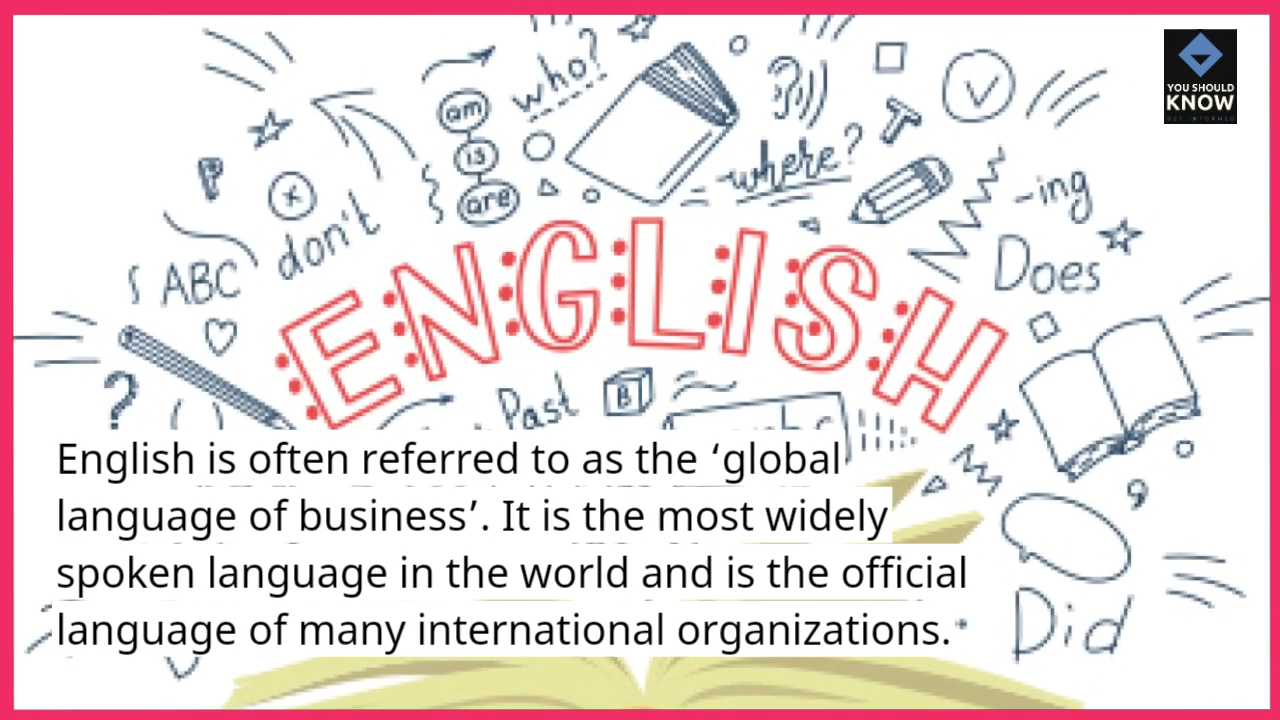 who?
am
is
are
where?
-ing
don't
Does
ABC
ENGLISH
Past
B
?
Did
YOU SHOULD
KNOW
GET INFORMED
English is often referred to as the ‘global
language of business’. It is the most widely
spoken language in the world and is the official
language of many international organizations.